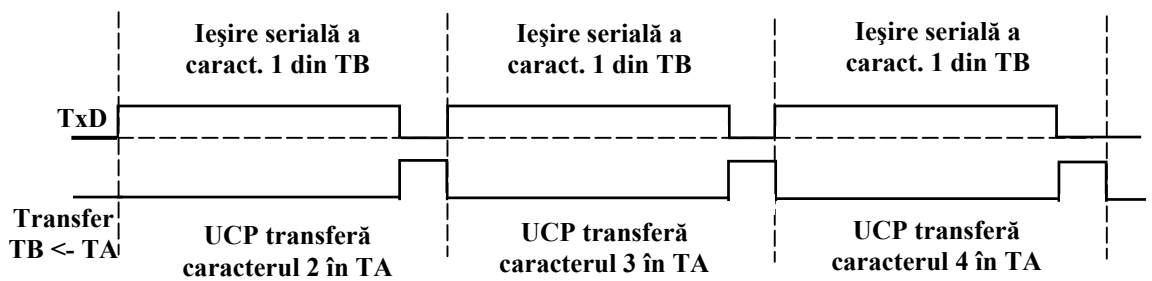 Ieşire serială a
caract. 1 din TB
Ieşire serială a
caract. 1 din TB
Ieşire serială a
caract. 1 din TB
TxD
Transfer
TB <- TA
UCP transferă
caracterul 2 în TA
UCP transferă
caracterul 3 în TA
UCP transferă
caracterul 4 în TA